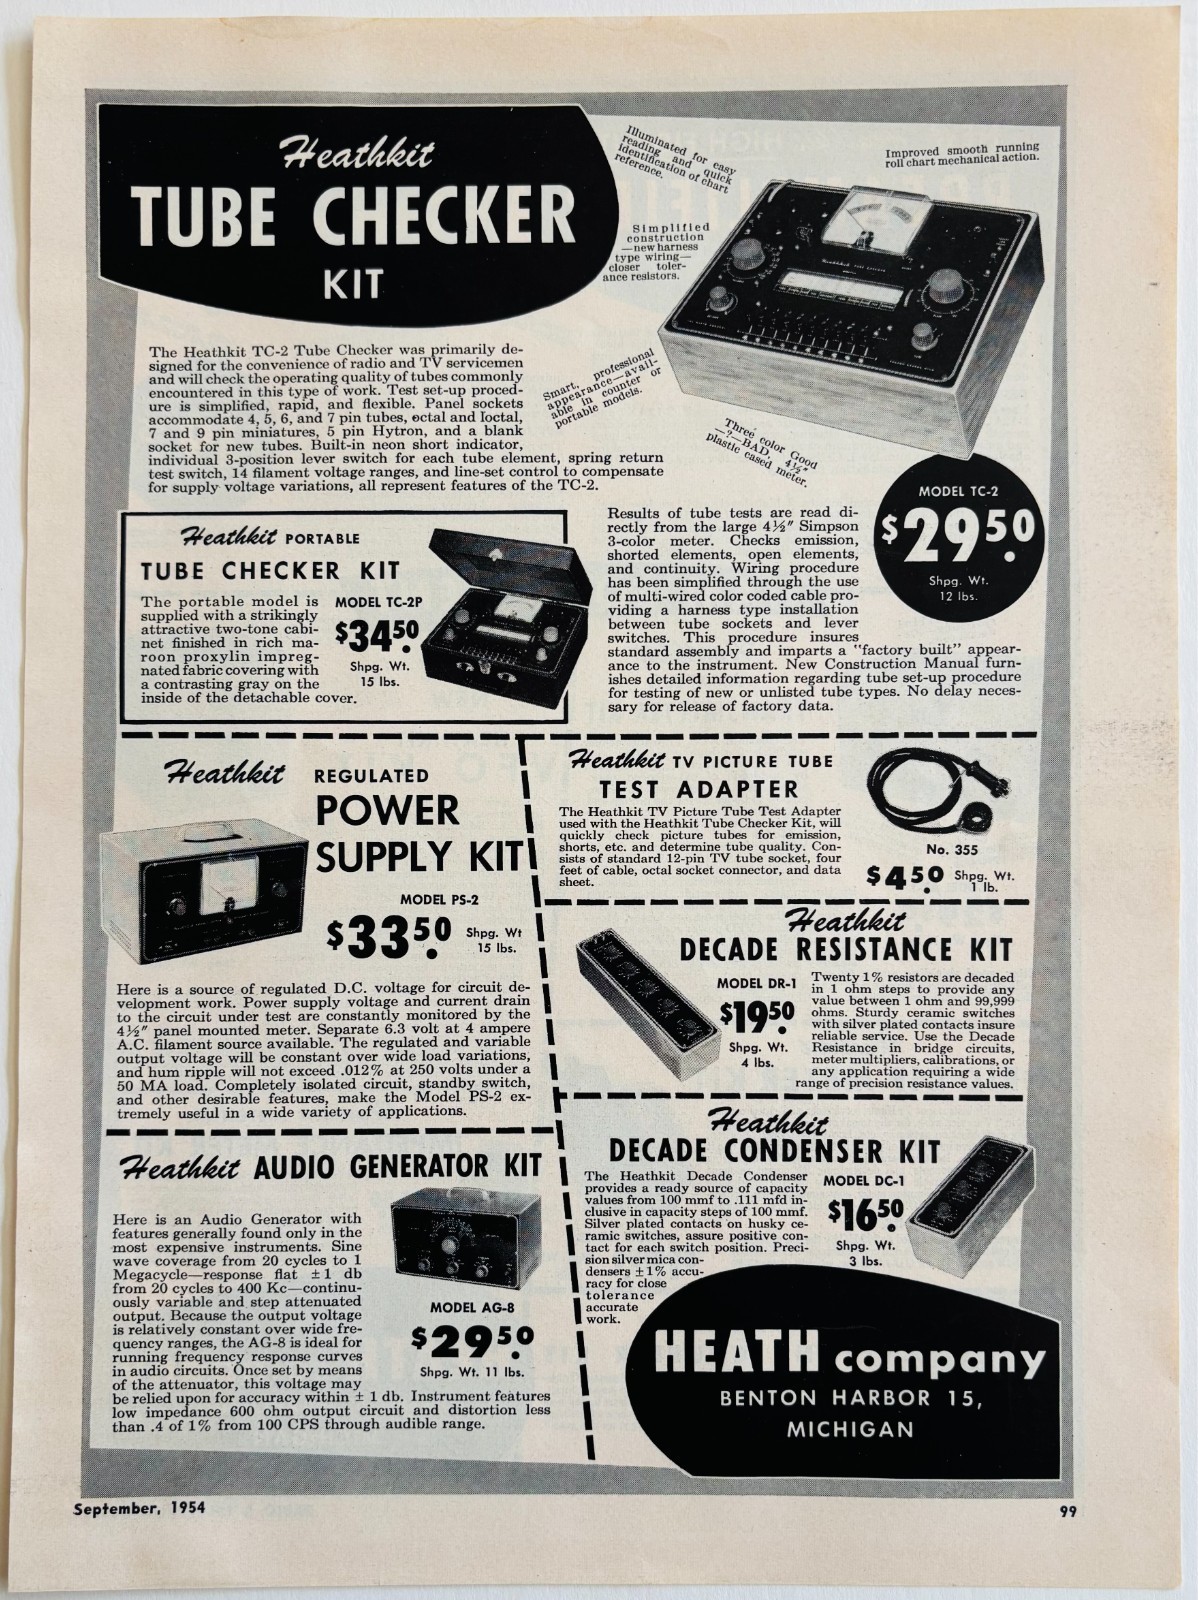 Heathkit
TUBE CHECKER
KIT
Illuminated for easy
reading and quick
identification of chart
reference.
Improved smooth running
roll chart mechanical action.
Simplified
construction
—new harness
type wiring—
closer toler-
ance resistors.
Smart, professional
appearance—avail-
able in counter or
portable models.
Three color Good
—?—BAD, 4½"
plastic cased meter.
The Heathkit TC-2 Tube Checker was primarily de-
signed for the convenience of radio and TV servicemen
and will check the operating quality of tubes commonly
encountered in this type of work. Test set-up proced-
ure is simplified, rapid, and flexible. Panel sockets
accommodate 4, 5, 6, and 7 pin tubes, octal and loctal,
7 and 9 pin miniatures, 5 pin Hytron, and a blank
socket for new tubes. Built-in neon short indicator,
individual 3-position lever switch for each tube element, spring return
test switch, 14 filament voltage ranges, and line-set control to compensate
for supply voltage variations, all represent features of the TC-2.
MODEL TC-2
$29.50
Shpg. Wt.
12 lbs.
Results of tube tests are read di-
rectly from the large 4½" Simpson
3-color meter. Checks emission,
shorted elements, open elements,
and continuity. Wiring procedure
has been simplified through the use
of multi-wired color coded cable pro-
viding a harness type installation
between tube sockets and lever
switches. This procedure insures
standard assembly and imparts a "factory built" appear-
ance to the instrument. New Construction Manual furn-
ishes detailed information regarding tube set-up procedure
for testing of new or unlisted tube types. No delay neces-
sary for release of factory data.
Heathkit PORTABLE
TUBE CHECKER KIT
The portable model is
supplied with a strikingly
attractive two-tone cabi-
net finished in rich ma-
roon proxylin impreg-
nated fabric covering with
a contrasting gray on the
inside of the detachable cover.
MODEL TC-2P
$34.50
Shpg. Wt.
15 lbs.
Heathkit REGULATED
POWER
SUPPLY KIT
MODEL PS-2
$33.50
Shpg. Wt
15 lbs.
Here is a source of regulated D.C. voltage for circuit de-
velopment work. Power supply voltage and current drain
to the circuit under test are constantly monitored by the
4½" panel mounted meter. Separate 6.3 volt at 4 ampere
A.C. filament source available. The regulated and variable
output voltage will be constant over wide load variations,
and hum ripple will not exceed .012% at 250 volts under a
50 MA load. Completely isolated circuit, standby switch,
and other desirable features, make the Model PS-2 ex-
tremely useful in a wide variety of applications.
Heathkit TV PICTURE TUBE
TEST ADAPTER
The Heathkit TV Picture Tube Test Adapter
used with the Heathkit Tube Checker Kit, will
quickly check picture tubes for emission,
shorts, etc. and determine tube quality. Con-
sists of standard 12-pin TV tube socket, four
feet of cable, octal socket connector, and data
sheet.
No. 355
$4.50
Shpg. Wt.
1 lb.
Heathkit
DECADE RESISTANCE KIT
MODEL DR-1
$19.50
Shpg. Wt.
4 lbs.
Twenty 1% resistors are decaded
in 1 ohm steps to provide any
value between 1 ohm and 99,999
ohms. Sturdy ceramic switches
with silver plated contacts insure
reliable service. Use the Decade
Resistance in bridge circuits,
meter multipliers, calibrations, or
any application requiring a wide
range of precision resistance values.
Heathkit
DECADE CONDENSER KIT
The Heathkit Decade Condenser
provides a ready source of capacity
values from 100 mmf to .111 mfd in-
clusive in capacity steps of 100 mmf.
Silver plated contacts on husky ce-
ramic switches, assure positive con-
tact for each switch position. Preci-
sion silver mica con-
densers ±1% accu-
racy for close
tolerance
accurate
work.
MODEL DC-1
$16.50
Shpg. Wt.
3 lbs.
Heathkit AUDIO GENERATOR KIT
Here is an Audio Generator with
features generally found only in the
most expensive instruments. Sine
wave coverage from 20 cycles to 1
Megacycle—response flat ±1 db
from 20 cycles to 400 Kc—continu-
ously variable and step attenuated
output. Because the output voltage
is relatively constant over wide fre-
quency ranges, the AG-8 is ideal for
running frequency response curves
in audio circuits. Once set by means
of the attenuator, this voltage may
be relied upon for accuracy within ± 1 db. Instrument features
low impedance 600 ohm output circuit and distortion less
than .4 of 1% from 100 CPS through audible range.
MODEL AG-8
$29.50
Shpg. Wt. 11 lbs.
HEATH company
BENTON HARBOR 15,
MICHIGAN
September, 1954
99